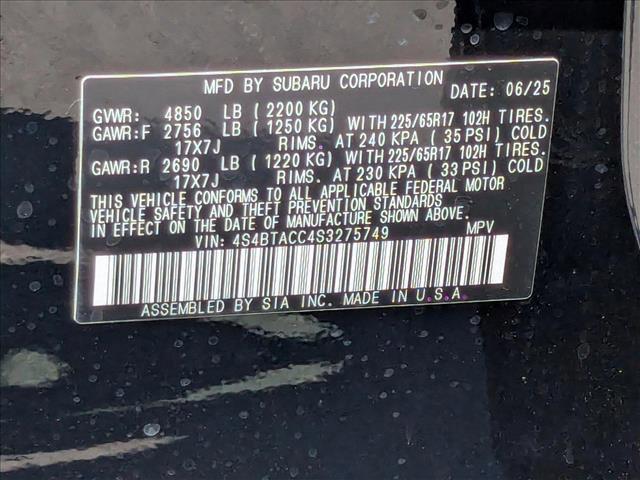 MFD BY SUBARU CORPORATION DATE: 06/25
GVWR: 4850 LB (2200 KG)
GAWR:F 2756 LB (1250 KG) WITH 225/65R17 102H TIRES.
17X7J RIMS. AT 240 KPA (35 PSI) COLD
GAWR:R 2690 LB (1220 KG) WITH 225/65R17 102H TIRES.
17X7J RIMS. AT 230 KPA (33 PSI) COLD
THIS VEHICLE CONFORMS TO ALL APPLICABLE FEDERAL MOTOR
VEHICLE SAFETY AND THEFT PREVENTION STANDARDS
IN EFFECT ON THE DATE OF MANUFACTURE SHOWN ABOVE.
VIN: 4S4BTACC4S3275749 MPV
ASSEMBLED BY SIA INC. MADE IN U.S.A.